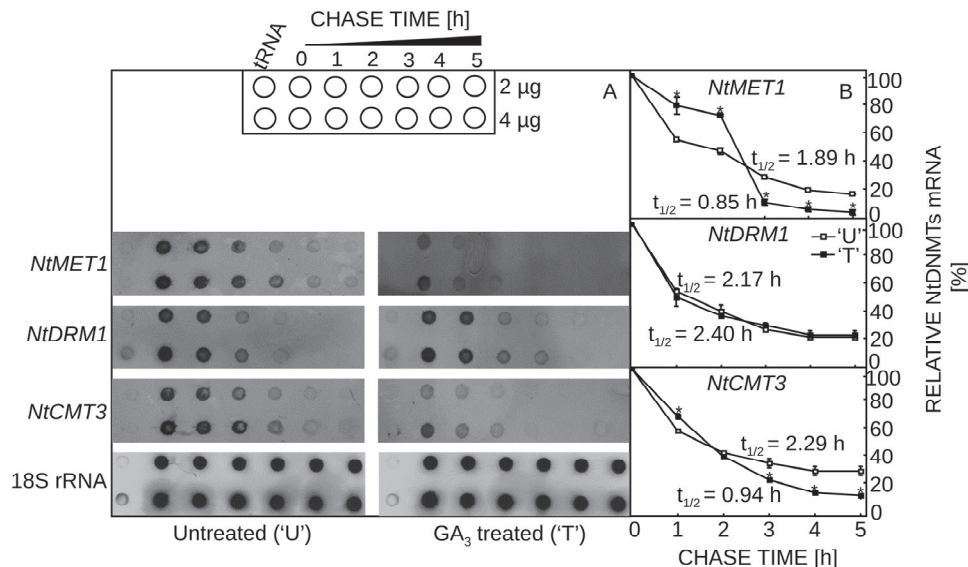 CHASE TIME [h]
tRNA 0 1 2 3 4 5
2 µg
4 µg
A
NtMET1
NtDRM1
NtCMT3
18S rRNA
Untreated (‘U’)
GA3 treated (‘T’)
NtMET1 B
t1/2 = 1.89 h
t1/2 = 0.85 h
100
80
60
40
20
0
NtDRM1
‘U’
‘T’
t1/2 = 2.17 h
t1/2 = 2.40 h
100
80
60
40
20
0
NtCMT3
t1/2 = 2.29 h
t1/2 = 0.94 h
100
80
60
40
20
0
0 1 2 3 4 5
CHASE TIME [h]
RELATIVE NtDNMTs mRNA
[%]